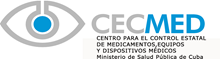 CECMED
CENTRO PARA EL CONTROL ESTATAL
DE MEDICAMENTOS,EQUIPOS
Y DISPOSITIVOS MÉDICOS
Ministerio de Salud Pública de Cuba